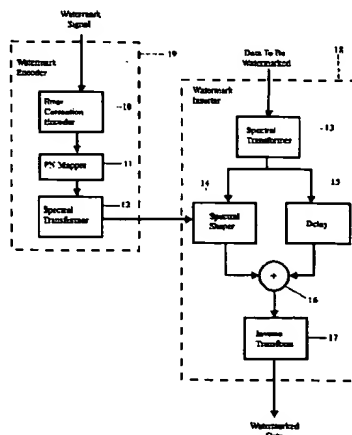 Watermark
Signal
19
Data To Be
Watermarked
18
Watermark
Encoder
Error
Correction
Encoder
10
PN Mapper
11
Spectral
Transformer
12
Watermark
Inserter
Spectral
Transformer
13
14
Spectral
Shaper
15
Delay
+
16
Inverse
Transform
17
Watermarked